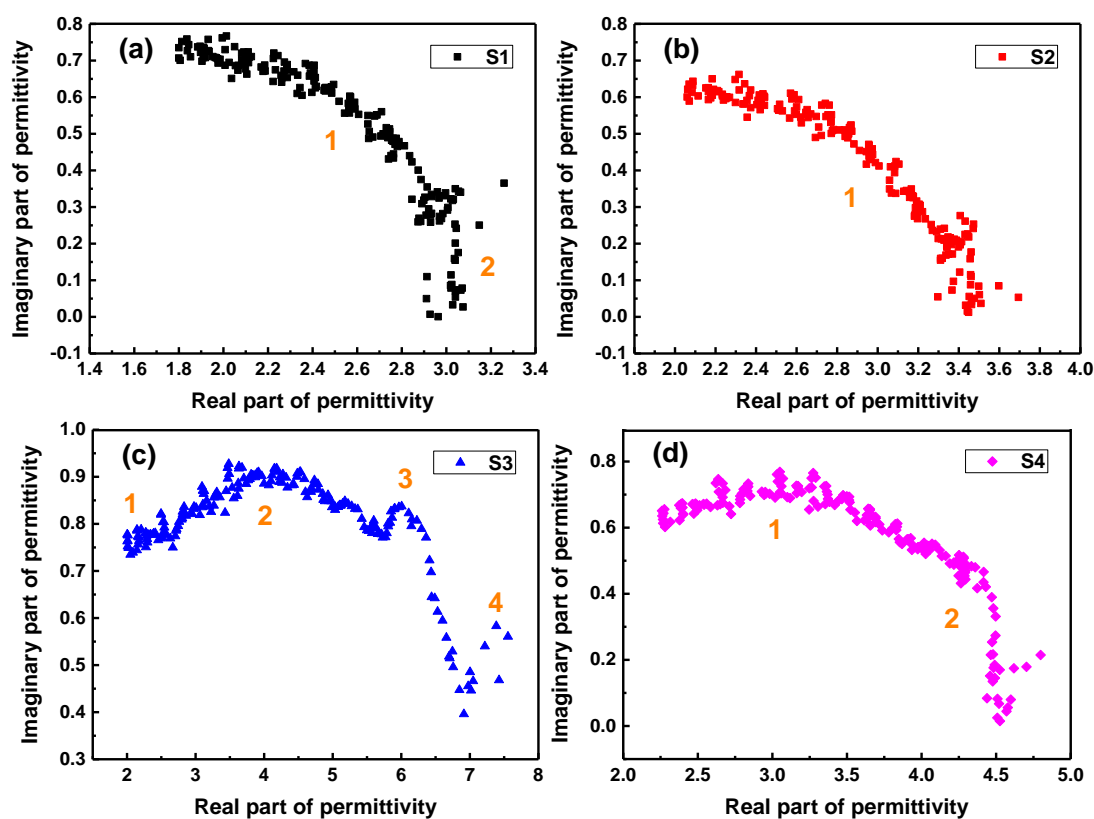 (a)
S1
0.8
0.7
0.6
0.5
0.4
0.3
0.2
0.1
0.0
-0.1
1
2
1.4 1.6 1.8 2.0 2.2 2.4 2.6 2.8 3.0 3.2 3.4
Real part of permittivity
Imaginary part of permittivity
(b)
S2
0.8
0.7
0.6
0.5
0.4
0.3
0.2
0.1
0.0
-0.1
1
1.8 2.0 2.2 2.4 2.6 2.8 3.0 3.2 3.4 3.6 3.8 4.0
Real part of permittivity
Imaginary part of permittivity
(c)
S3
1.0
0.9
0.8
0.7
0.6
0.5
0.4
0.3
1
2
3
4
2 3 4 5 6 7 8
Real part of permittivity
Imaginary part of permittivity
(d)
S4
0.8
0.6
0.4
0.2
0.0
1
2
2.0 2.5 3.0 3.5 4.0 4.5 5.0
Real part of permittivity
Imaginary part of permittivity